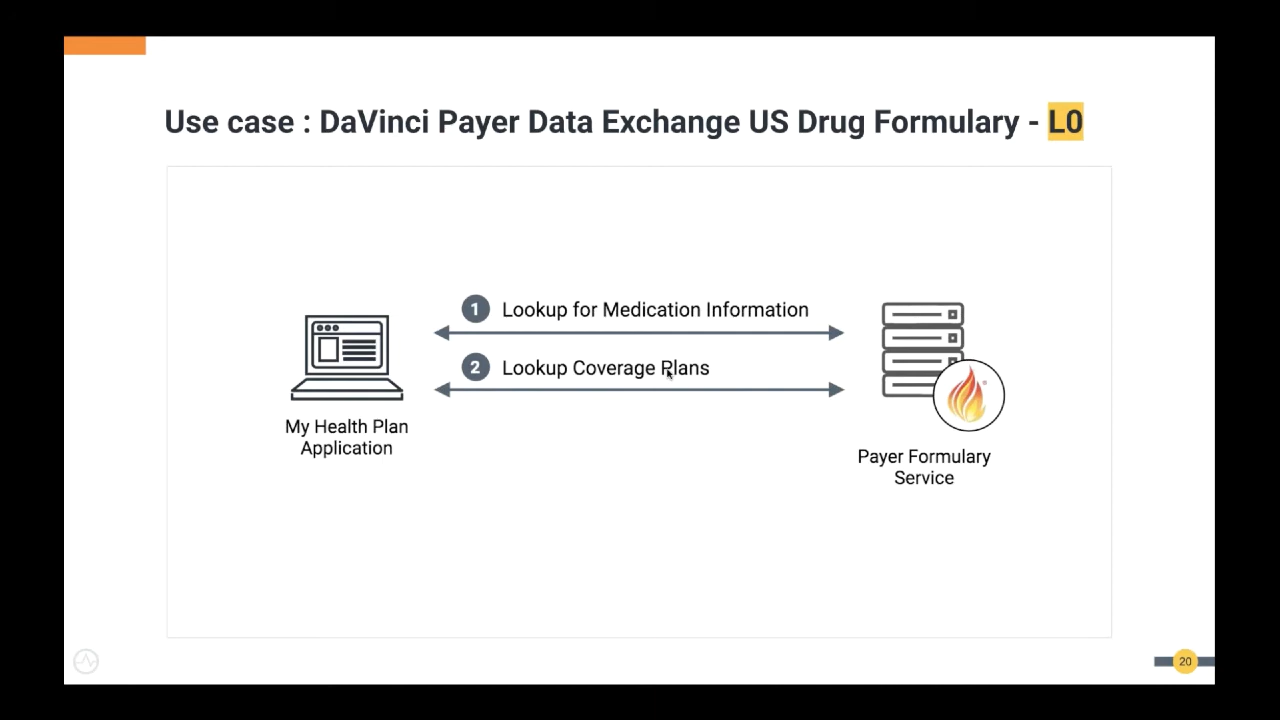 Use case : DaVinci Payer Data Exchange US Drug Formulary - L0
1 Lookup for Medication Information
2 Lookup Coverage Plans
My Health Plan
Application
Payer Formulary
Service
20